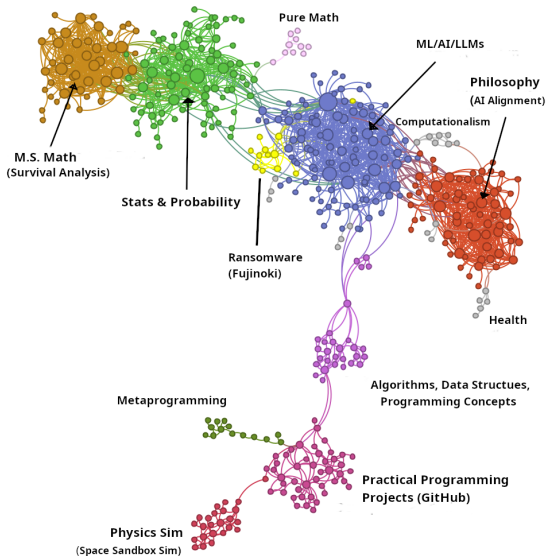 Pure Math
ML/AI/LLMs
Philosophy
(AI Alignment)
Computationalism
M.S. Math
(Survival Analysis)
Stats & Probability
Ransomware
(Fujinoki)
Health
Algorithms, Data Structues,
Programming Concepts
Metaprogramming
Practical Programming
Projects (GitHub)
Physics Sim
(Space Sandbox Sim)